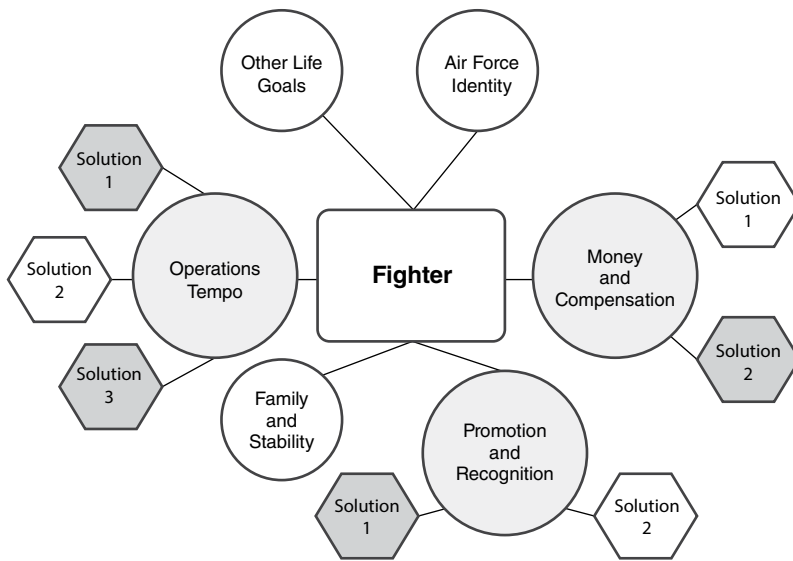 Other Life
Goals
Air Force
Identity
Solution
1
Solution
1
Solution
2
Operations
Tempo
Fighter
Money
and
Compensation
Solution
3
Solution
2
Family
and
Stability
Promotion
and
Recognition
Solution
1
Solution
2